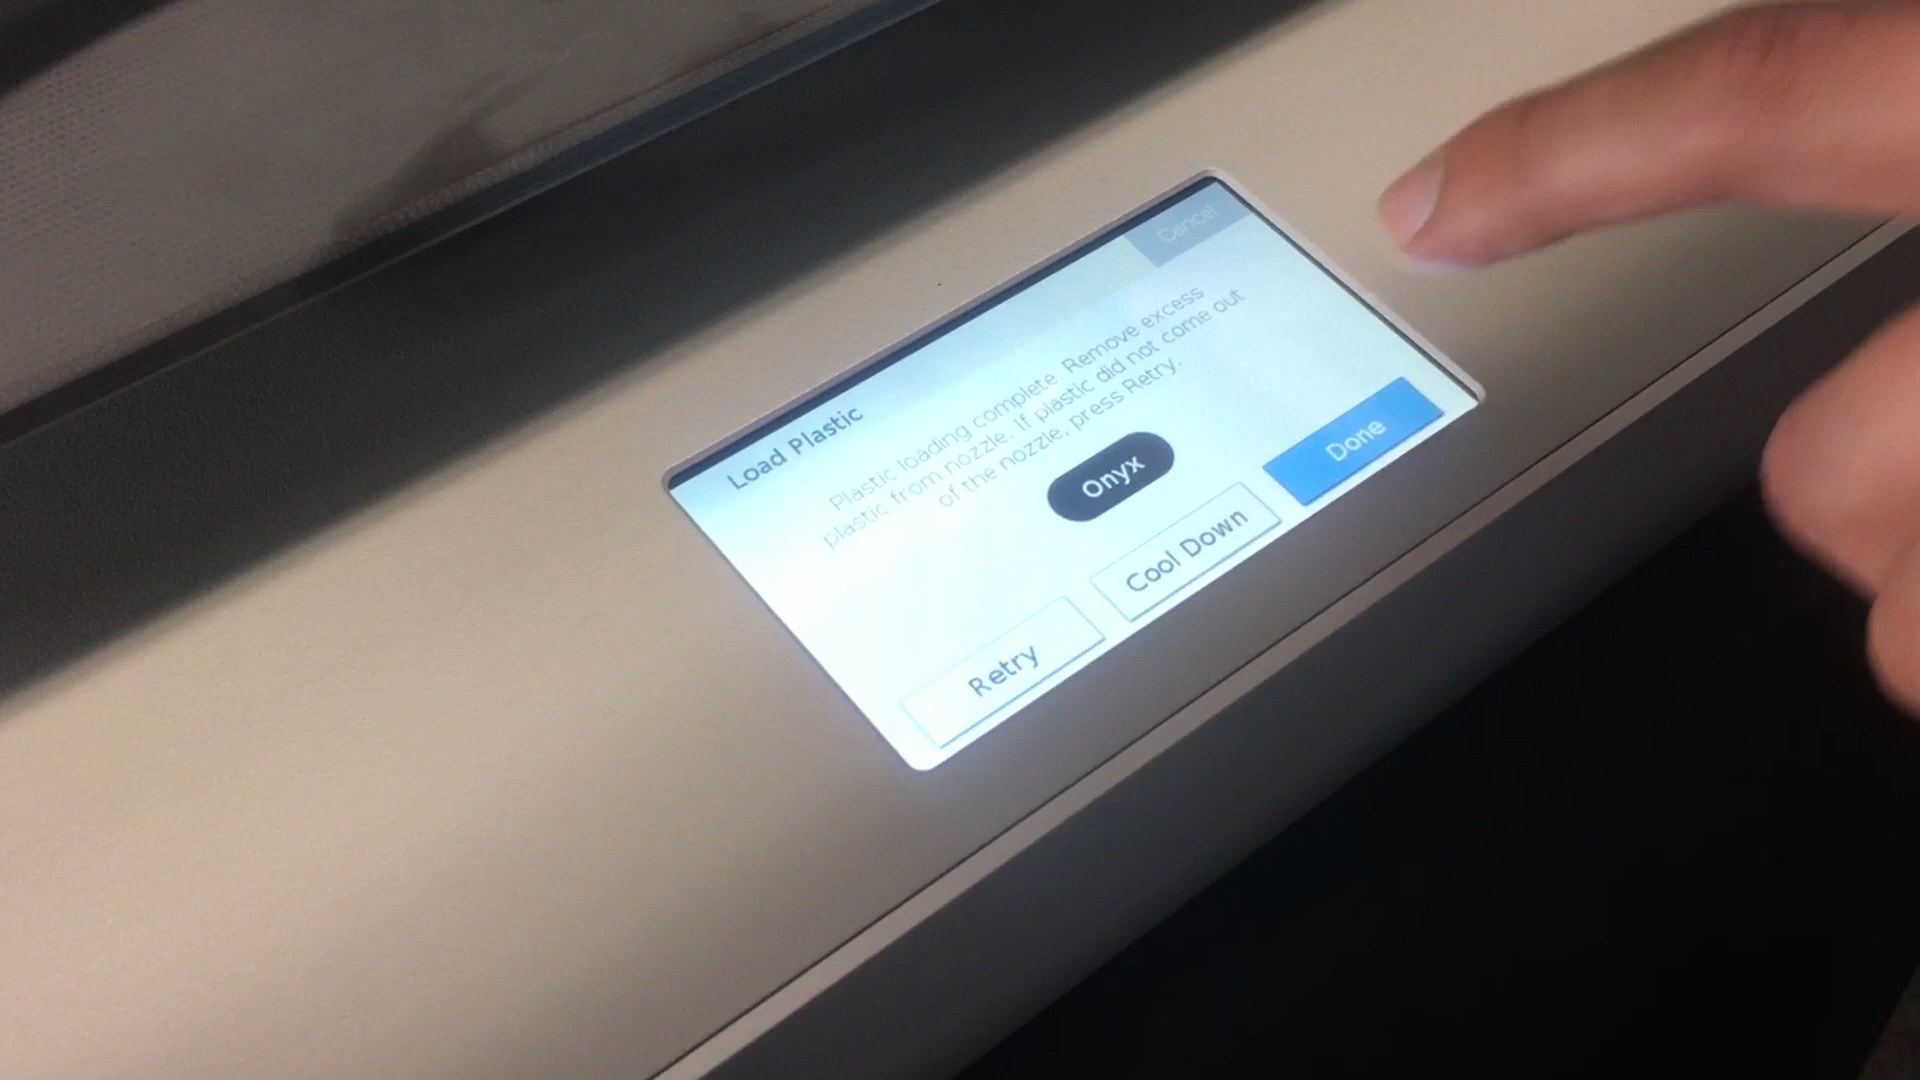 Cancel
Load Plastic
Plastic loading complete. Remove excess
plastic from nozzle. If plastic did not come out
of the nozzle, press Retry.
Onyx
Retry
Cool Down
Done